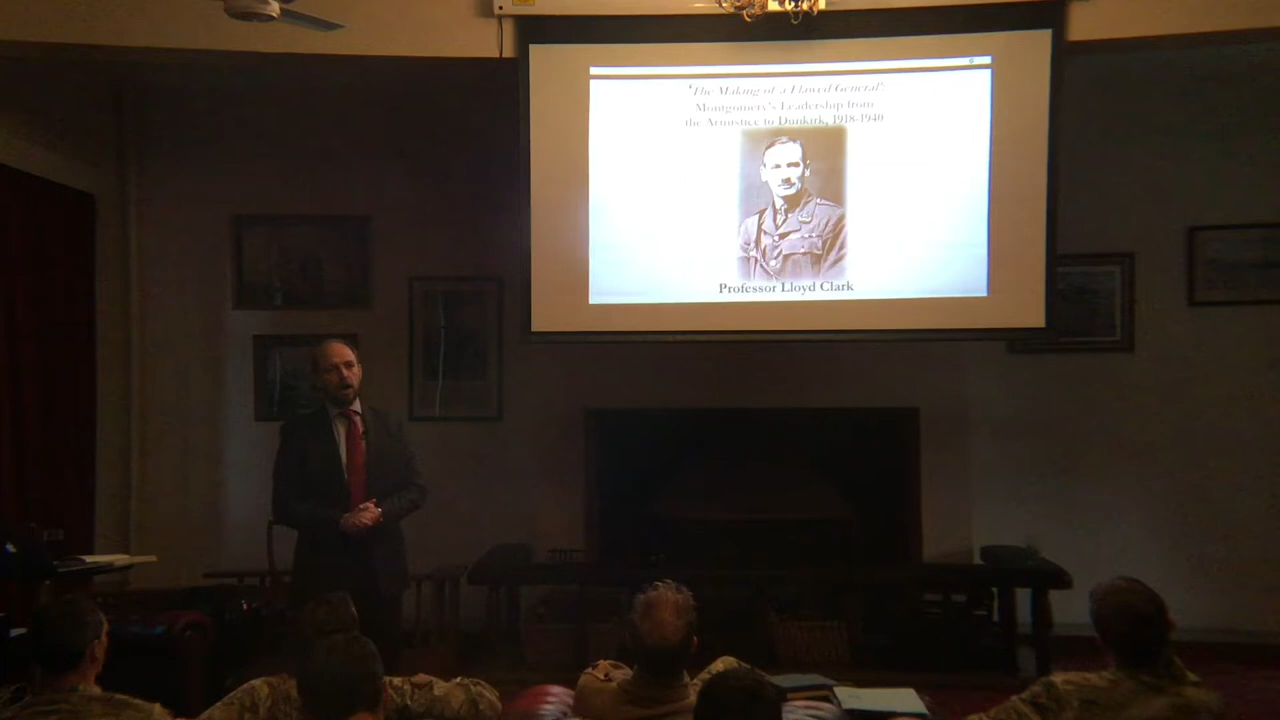 'The Making of a Flawed General':
Montgomery's Leadership from
the Armistice to Dunkirk, 1918-1940
Professor Lloyd Clark